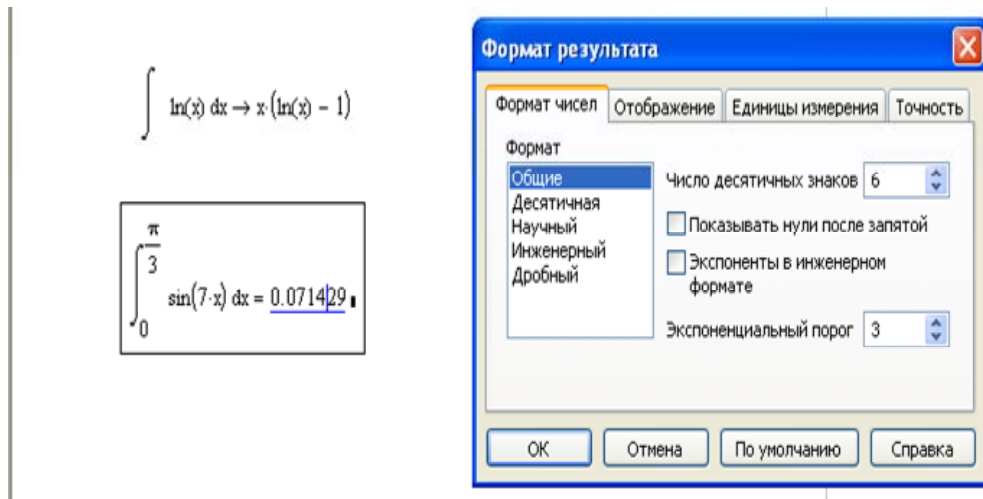 ∫ ln(x) dx → x·(ln(x) − 1)
∫₀^(π/3) sin(7·x) dx = 0.071429
Формат результата
Формат чисел Отображение Единицы измерения Точность
Формат
Общие
Десятичная
Научный
Инженерный
Дробный
Число десятичных знаков 6
Показывать нули после запятой
Экспоненты в инженерном
формате
Экспоненциальный порог 3
ОК Отмена По умолчанию Справка